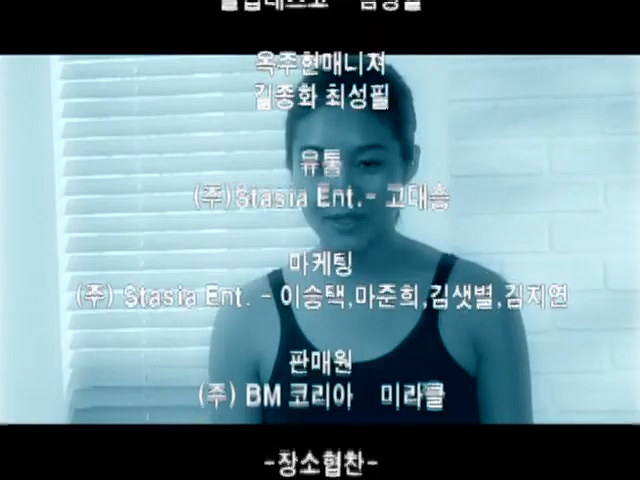 옥주현매니져
길종화 최성필
유통
(주)Stasia Ent.- 고대흠
마케팅
(주) Stasia Ent. - 이승택,마준희,김샛별,김지연
판매원
(주) BM 코리아 미라클
-장소협찬-